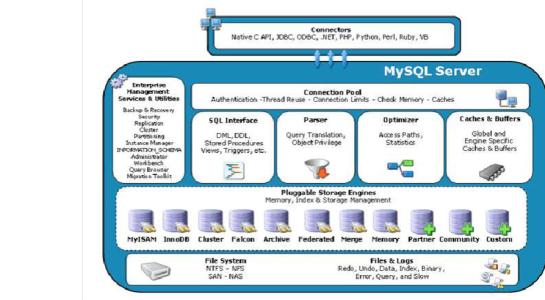 Connectors
Native C API, JDBC, ODBC, .NET, PHP, Python, Perl, Ruby, VB
MySQL Server
Enterprise
Management
Services & Utilities
Backup & Recovery
Security
Replication
Cluster
Partitioning
Instance Manager
INFORMATION_SCHEMA
Administrator
Workbench
Query Browser
Migration Toolkit
Connection Pool
Authentication -Thread Reuse - Connection Limits - Check Memory - Caches
SQL Interface
DML, DDL,
Stored Procedures
Views, Triggers, etc.
Parser
Query Translation,
Object Privilege
Optimizer
Access Paths,
Statistics
Caches & Buffers
Global and
Engine Specific
Caches & Buffers
Pluggable Storage Engines
Memory, Index & Storage Management
MyISAM InnoDB Cluster Falcon Archive Federated Merge Memory Partner Community Custom
File System
NTFS - NFS
SAN - NAS
Files & Logs
Redo, Undo, Data, Index, Binary,
Error, Query, and Slow